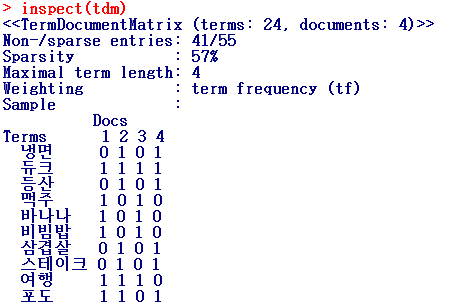 > inspect(tdm)
<<TermDocumentMatrix (terms: 24, documents: 4)>>
Non-/sparse entries: 41/55
Sparsity           : 57%
Maximal term length: 4
Weighting          : term frequency (tf)
Sample             :
          Docs
Terms      1 2 3 4
  냉면     0 1 0 1
  듀크     1 1 1 1
  등산     0 1 0 1
  맥주     1 0 1 0
  바나나   1 0 1 0
  비빔밥   1 0 1 0
  삼겹살   0 1 0 1
  스테이크 0 1 0 1
  여행     1 1 1 0
  포도     1 1 0 1